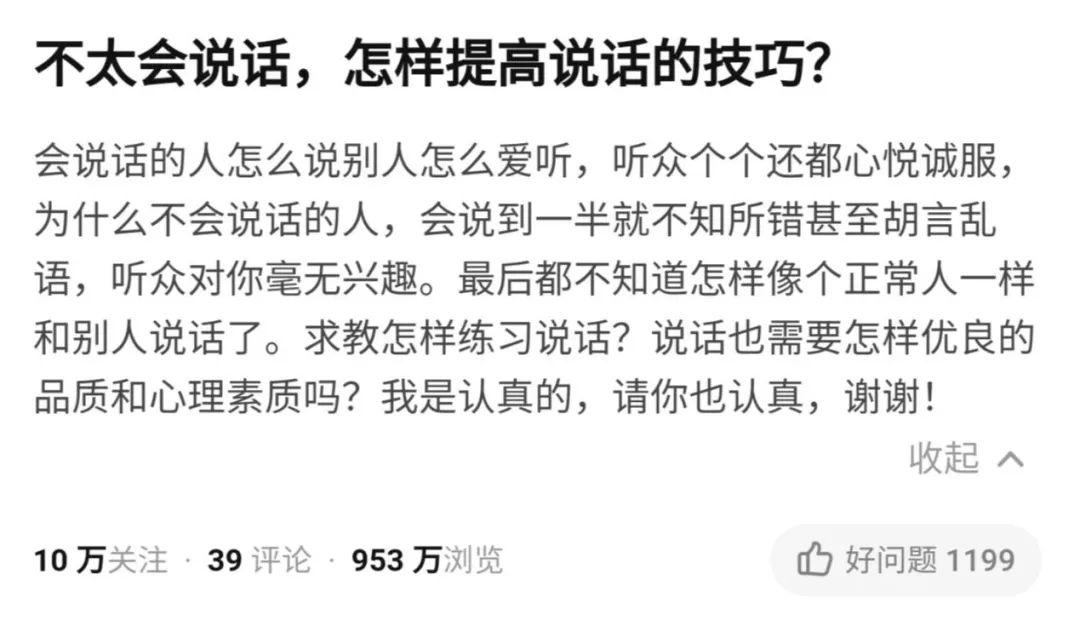 不太会说话，怎样提高说话的技巧？
会说话的人怎么说别人怎么爱听，听众个个还都心悦诚服，
为什么不会说话的人，会说到一半就不知所错甚至胡言乱
语，听众对你毫无兴趣。最后都不知道怎样像个正常人一样
和别人说话了。求教怎样练习说话？说话也需要怎样优良的
品质和心理素质吗？我是认真的，请你也认真，谢谢！
收起
10 万关注 · 39 评论 · 953 万浏览 好问题 1199